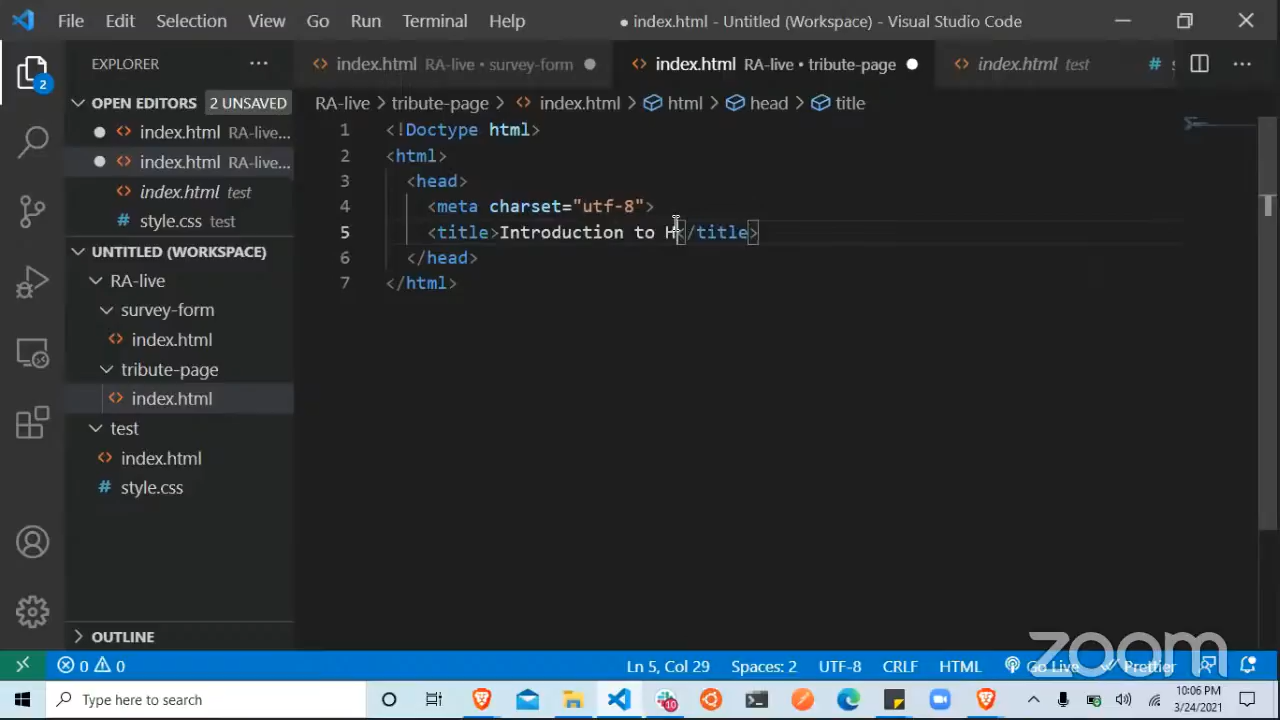 File Edit Selection View Go Run Terminal Help
● index.html - Untitled (Workspace) - Visual Studio Code
EXPLORER ···
index.html RA-live • survey-form
index.html RA-live • tribute-page
index.html test
OPEN EDITORS 2 UNSAVED
index.html RA-live...
index.html RA-live...
index.html test
style.css test
UNTITLED (WORKSPACE)
RA-live
survey-form
index.html
tribute-page
index.html
test
index.html
style.css
OUTLINE
RA-live > tribute-page > index.html > html > head > title
1 <!Doctype html>
2 <html>
3 <head>
4 <meta charset="utf-8">
5 <title>Introduction to H</title>
6 </head>
7 </html>
zoom
0 0 Ln 5, Col 29 Spaces: 2 UTF-8 CRLF HTML Go Live Prettier
Type here to search
10
10:06 PM
3/24/2021
2